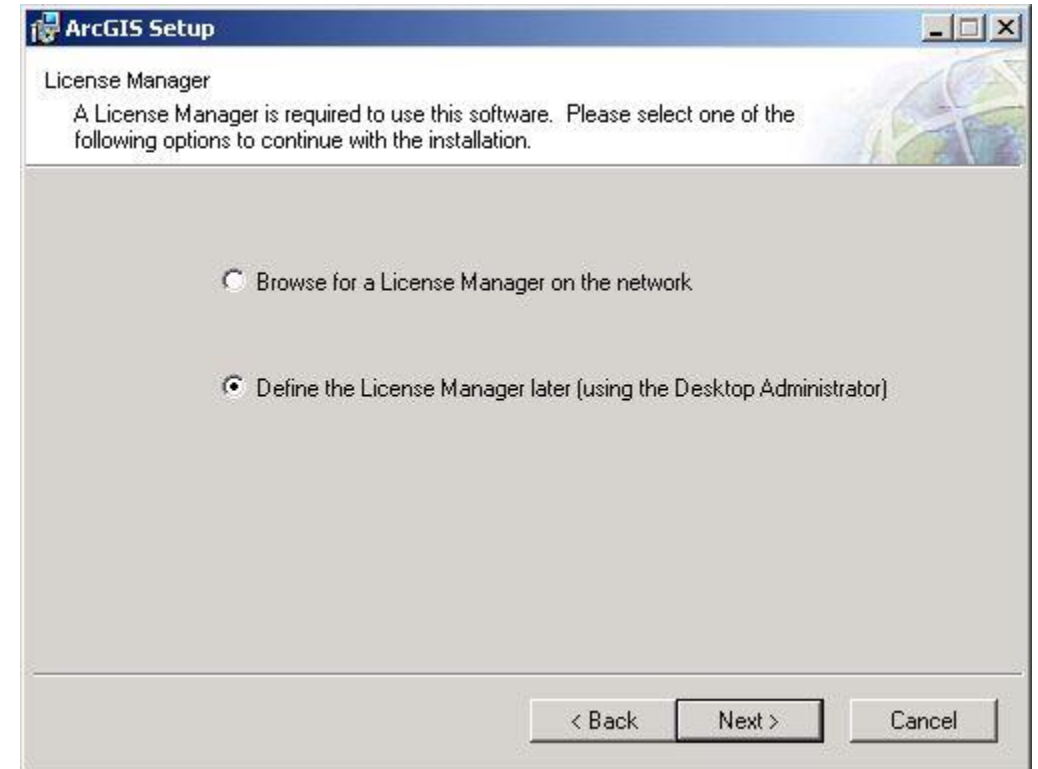 ArcGIS Setup
License Manager
A License Manager is required to use this software. Please select one of the
following options to continue with the installation.
Browse for a License Manager on the network
Define the License Manager later (using the Desktop Administrator)
< Back Next > Cancel